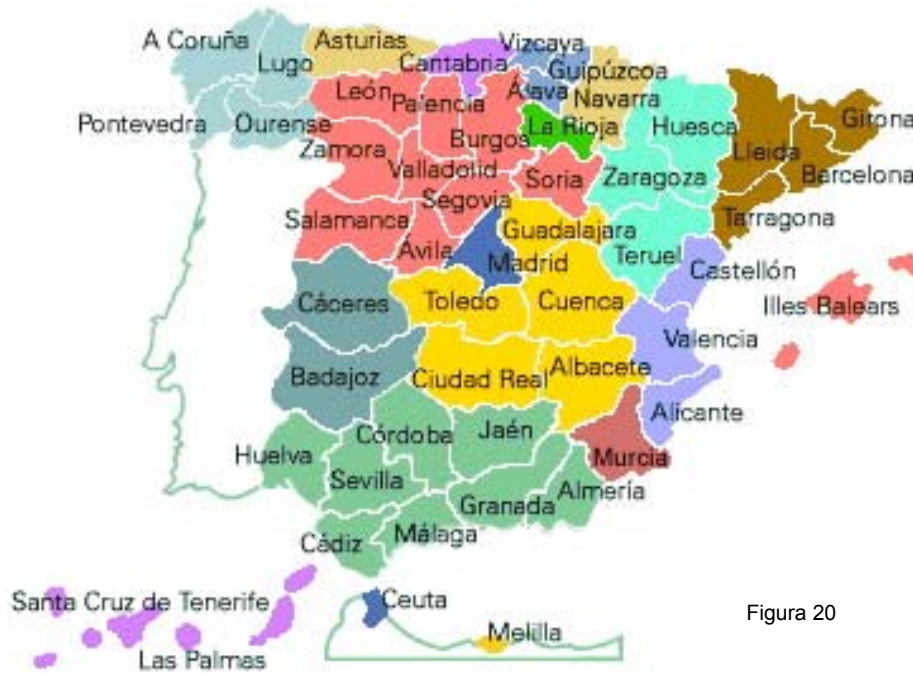 A Coruña
Asturias
Vizcaya
Lugo
Cantabria
Guipúzcoa
León
Palencia
Álava
Navarra
Girona
Pontevedra
Ourense
Burgos
La Rioja
Huesca
Lleida
Zamora
Valladolid
Soria
Zaragoza
Barcelona
Segovia
Salamanca
Guadalajara
Tarragona
Ávila
Madrid
Teruel
Castellón
Cáceres
Toledo
Cuenca
Illes Balears
Valencia
Badajoz
Ciudad Real
Albacete
Alicante
Huelva
Córdoba
Jaén
Murcia
Sevilla
Granada
Almería
Cádiz
Málaga
Santa Cruz de Tenerife
Ceuta
Figura 20
Las Palmas
Melilla